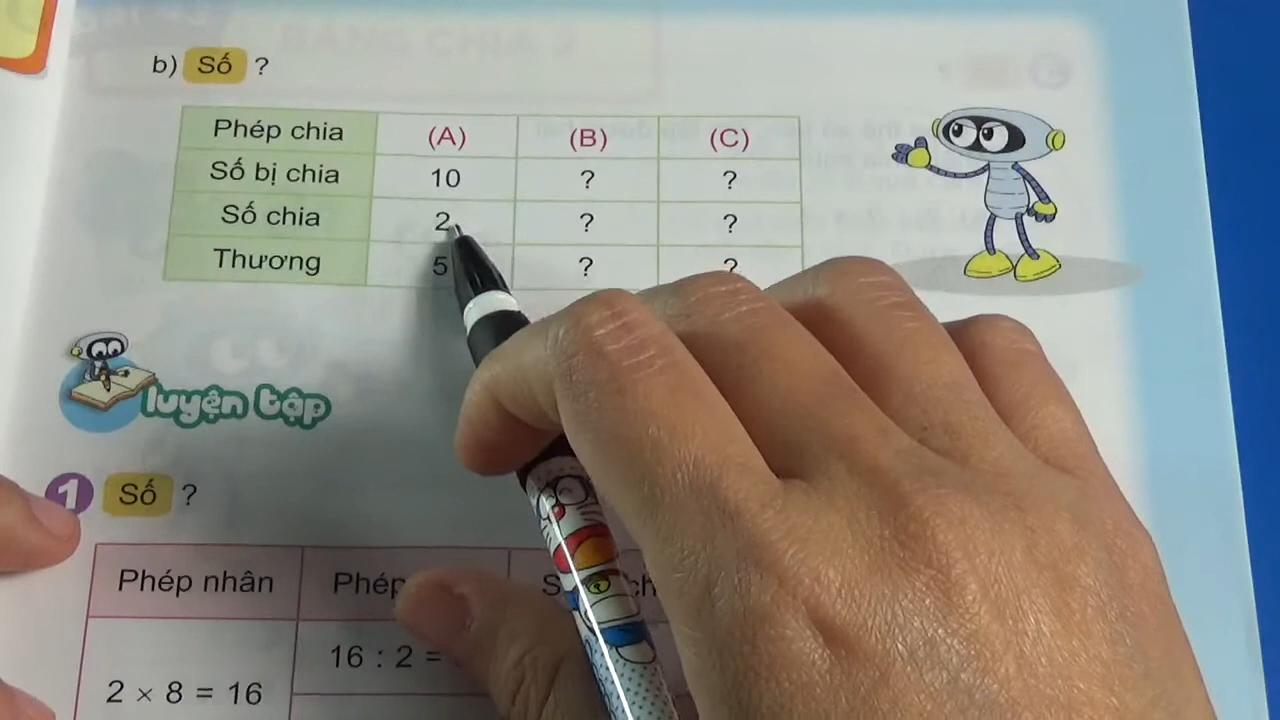 b) Số ?
Phép chia (A) (B) (C)
Số bị chia 10 ? ?
Số chia 2 ? ?
Thương 5 ? ?
luyện tập
1 Số ?
Phép nhân
16 : 2 =
2 × 8 = 16